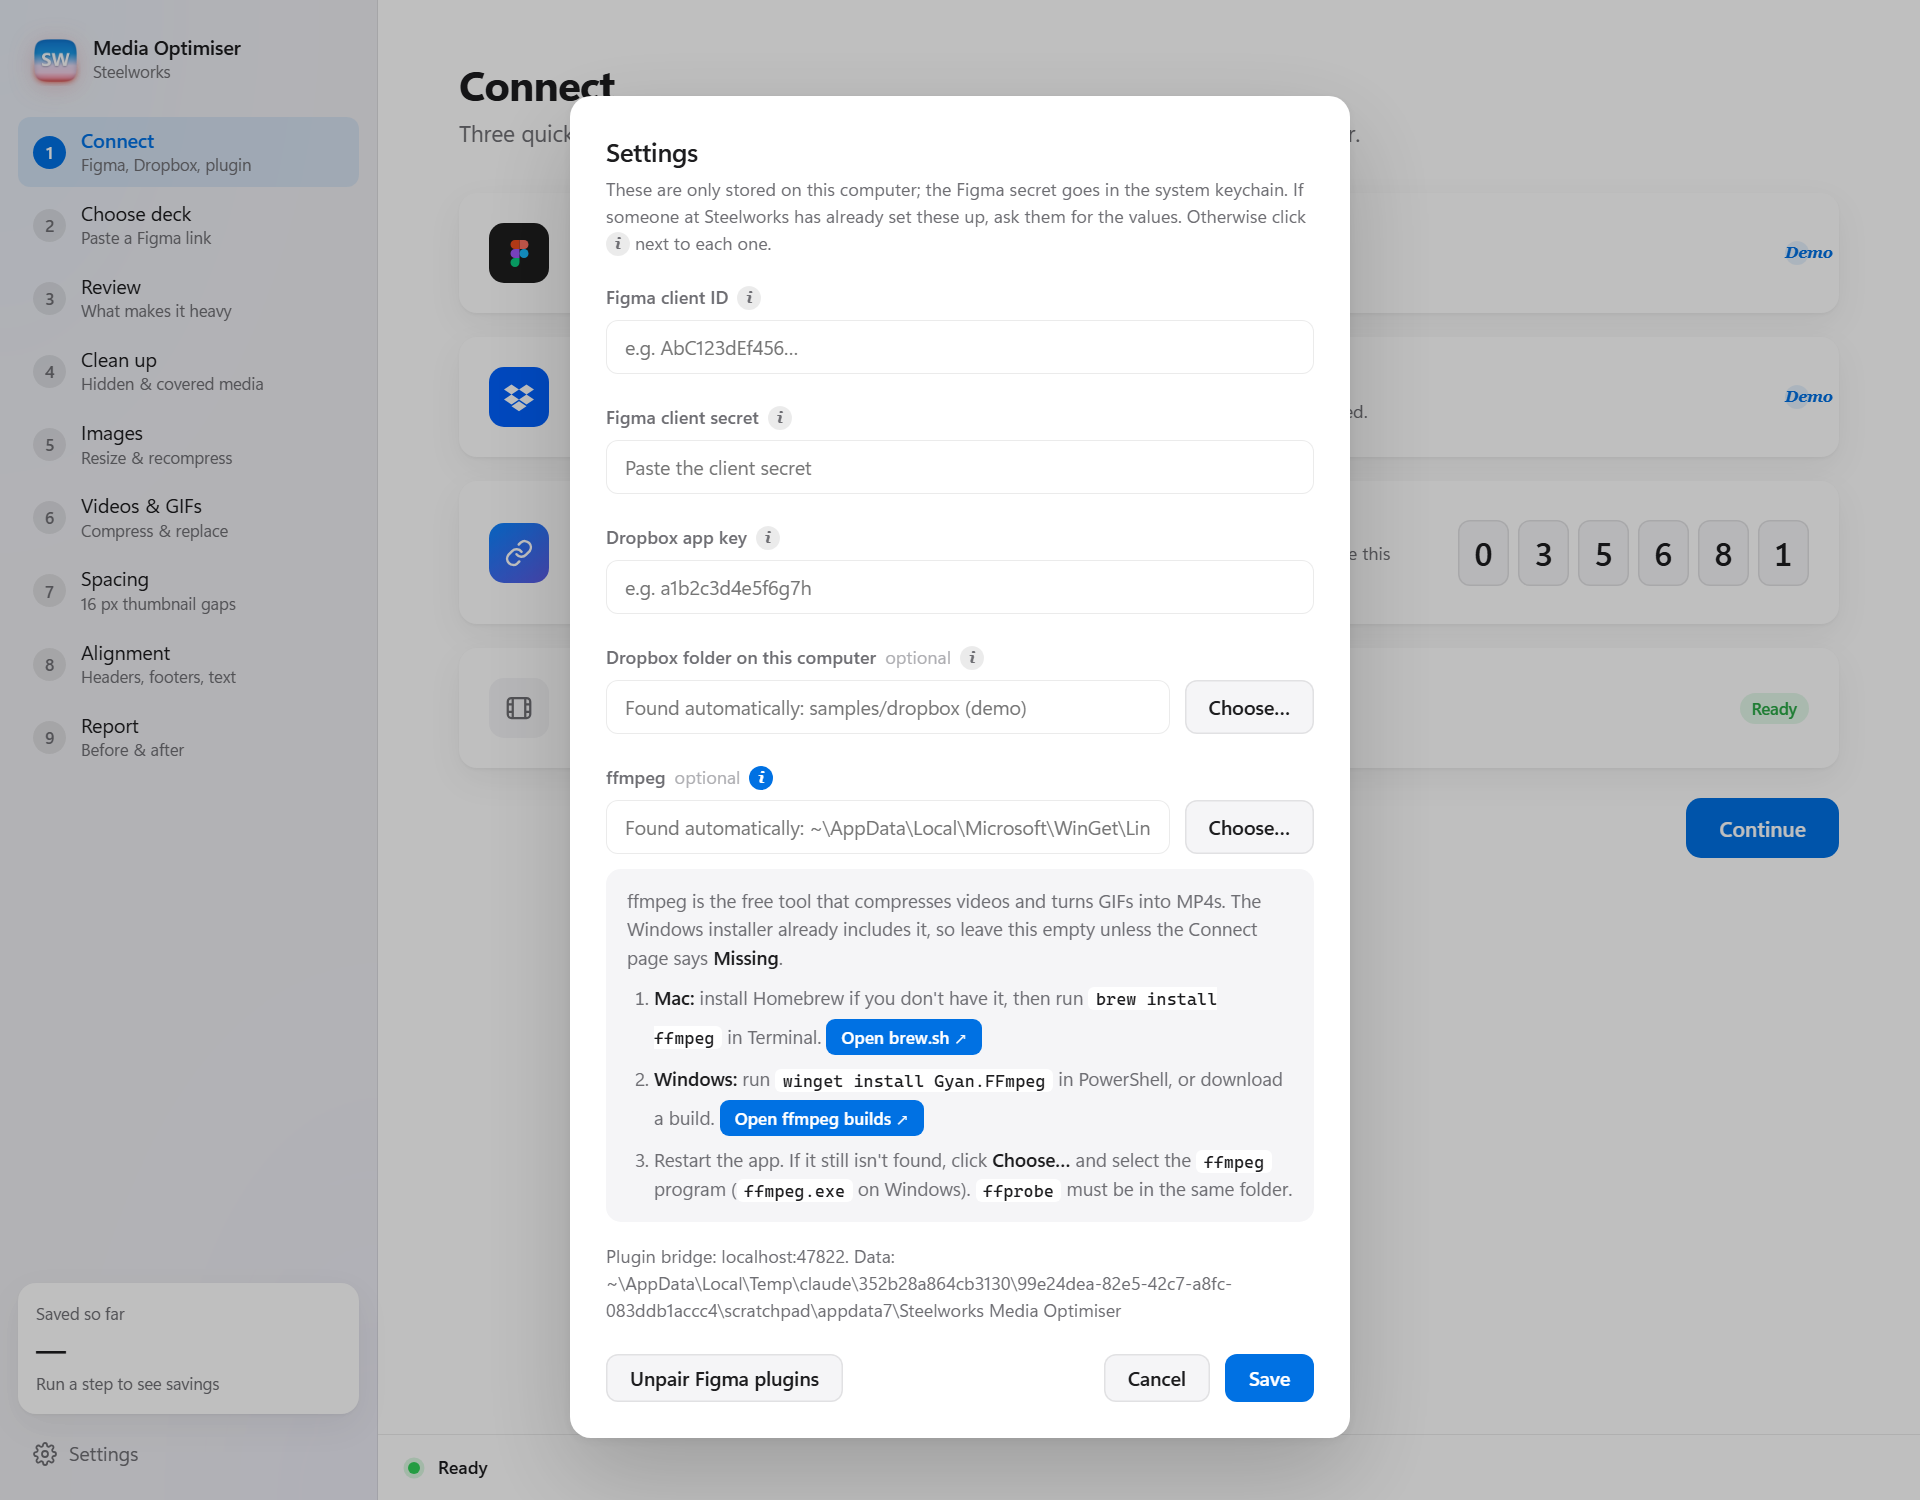 SW
Media Optimiser
Steelworks
1
Connect
Figma, Dropbox, plugin
2
Choose deck
Paste a Figma link
3
Review
What makes it heavy
4
Clean up
Hidden & covered media
5
Images
Resize & recompress
6
Videos & GIFs
Compress & replace
7
Spacing
16 px thumbnail gaps
8
Alignment
Headers, footers, text
9
Report
Before & after
Saved so far
—
Run a step to see savings
Settings
Connect
Three quick
r.
Demo
ed.
Demo
e this
0 3 5 6 8 1
Ready
Continue
Ready
Settings
These are only stored on this computer; the Figma secret goes in the system keychain. If
someone at Steelworks has already set these up, ask them for the values. Otherwise click
i next to each one.
Figma client ID i
e.g. AbC123dEf456...
Figma client secret i
Paste the client secret
Dropbox app key i
e.g. a1b2c3d4e5f6g7h
Dropbox folder on this computer optional i
Found automatically: samples/dropbox (demo)
Choose...
ffmpeg optional i
Found automatically: ~\AppData\Local\Microsoft\WinGet\Lin
Choose...
ffmpeg is the free tool that compresses videos and turns GIFs into MP4s. The
Windows installer already includes it, so leave this empty unless the Connect
page says Missing.
1. Mac: install Homebrew if you don't have it, then run brew install
ffmpeg in Terminal. Open brew.sh ↗
2. Windows: run winget install Gyan.FFmpeg in PowerShell, or download
a build. Open ffmpeg builds ↗
3. Restart the app. If it still isn't found, click Choose... and select the ffmpeg
program (ffmpeg.exe on Windows). ffprobe must be in the same folder.
Plugin bridge: localhost:47822. Data:
~\AppData\Local\Temp\claude\352b28a864cb3130\99e24dea-82e5-42c7-a8fc-
083ddb1accc4\scratchpad\appdata7\Steelworks Media Optimiser
Unpair Figma plugins
Cancel
Save